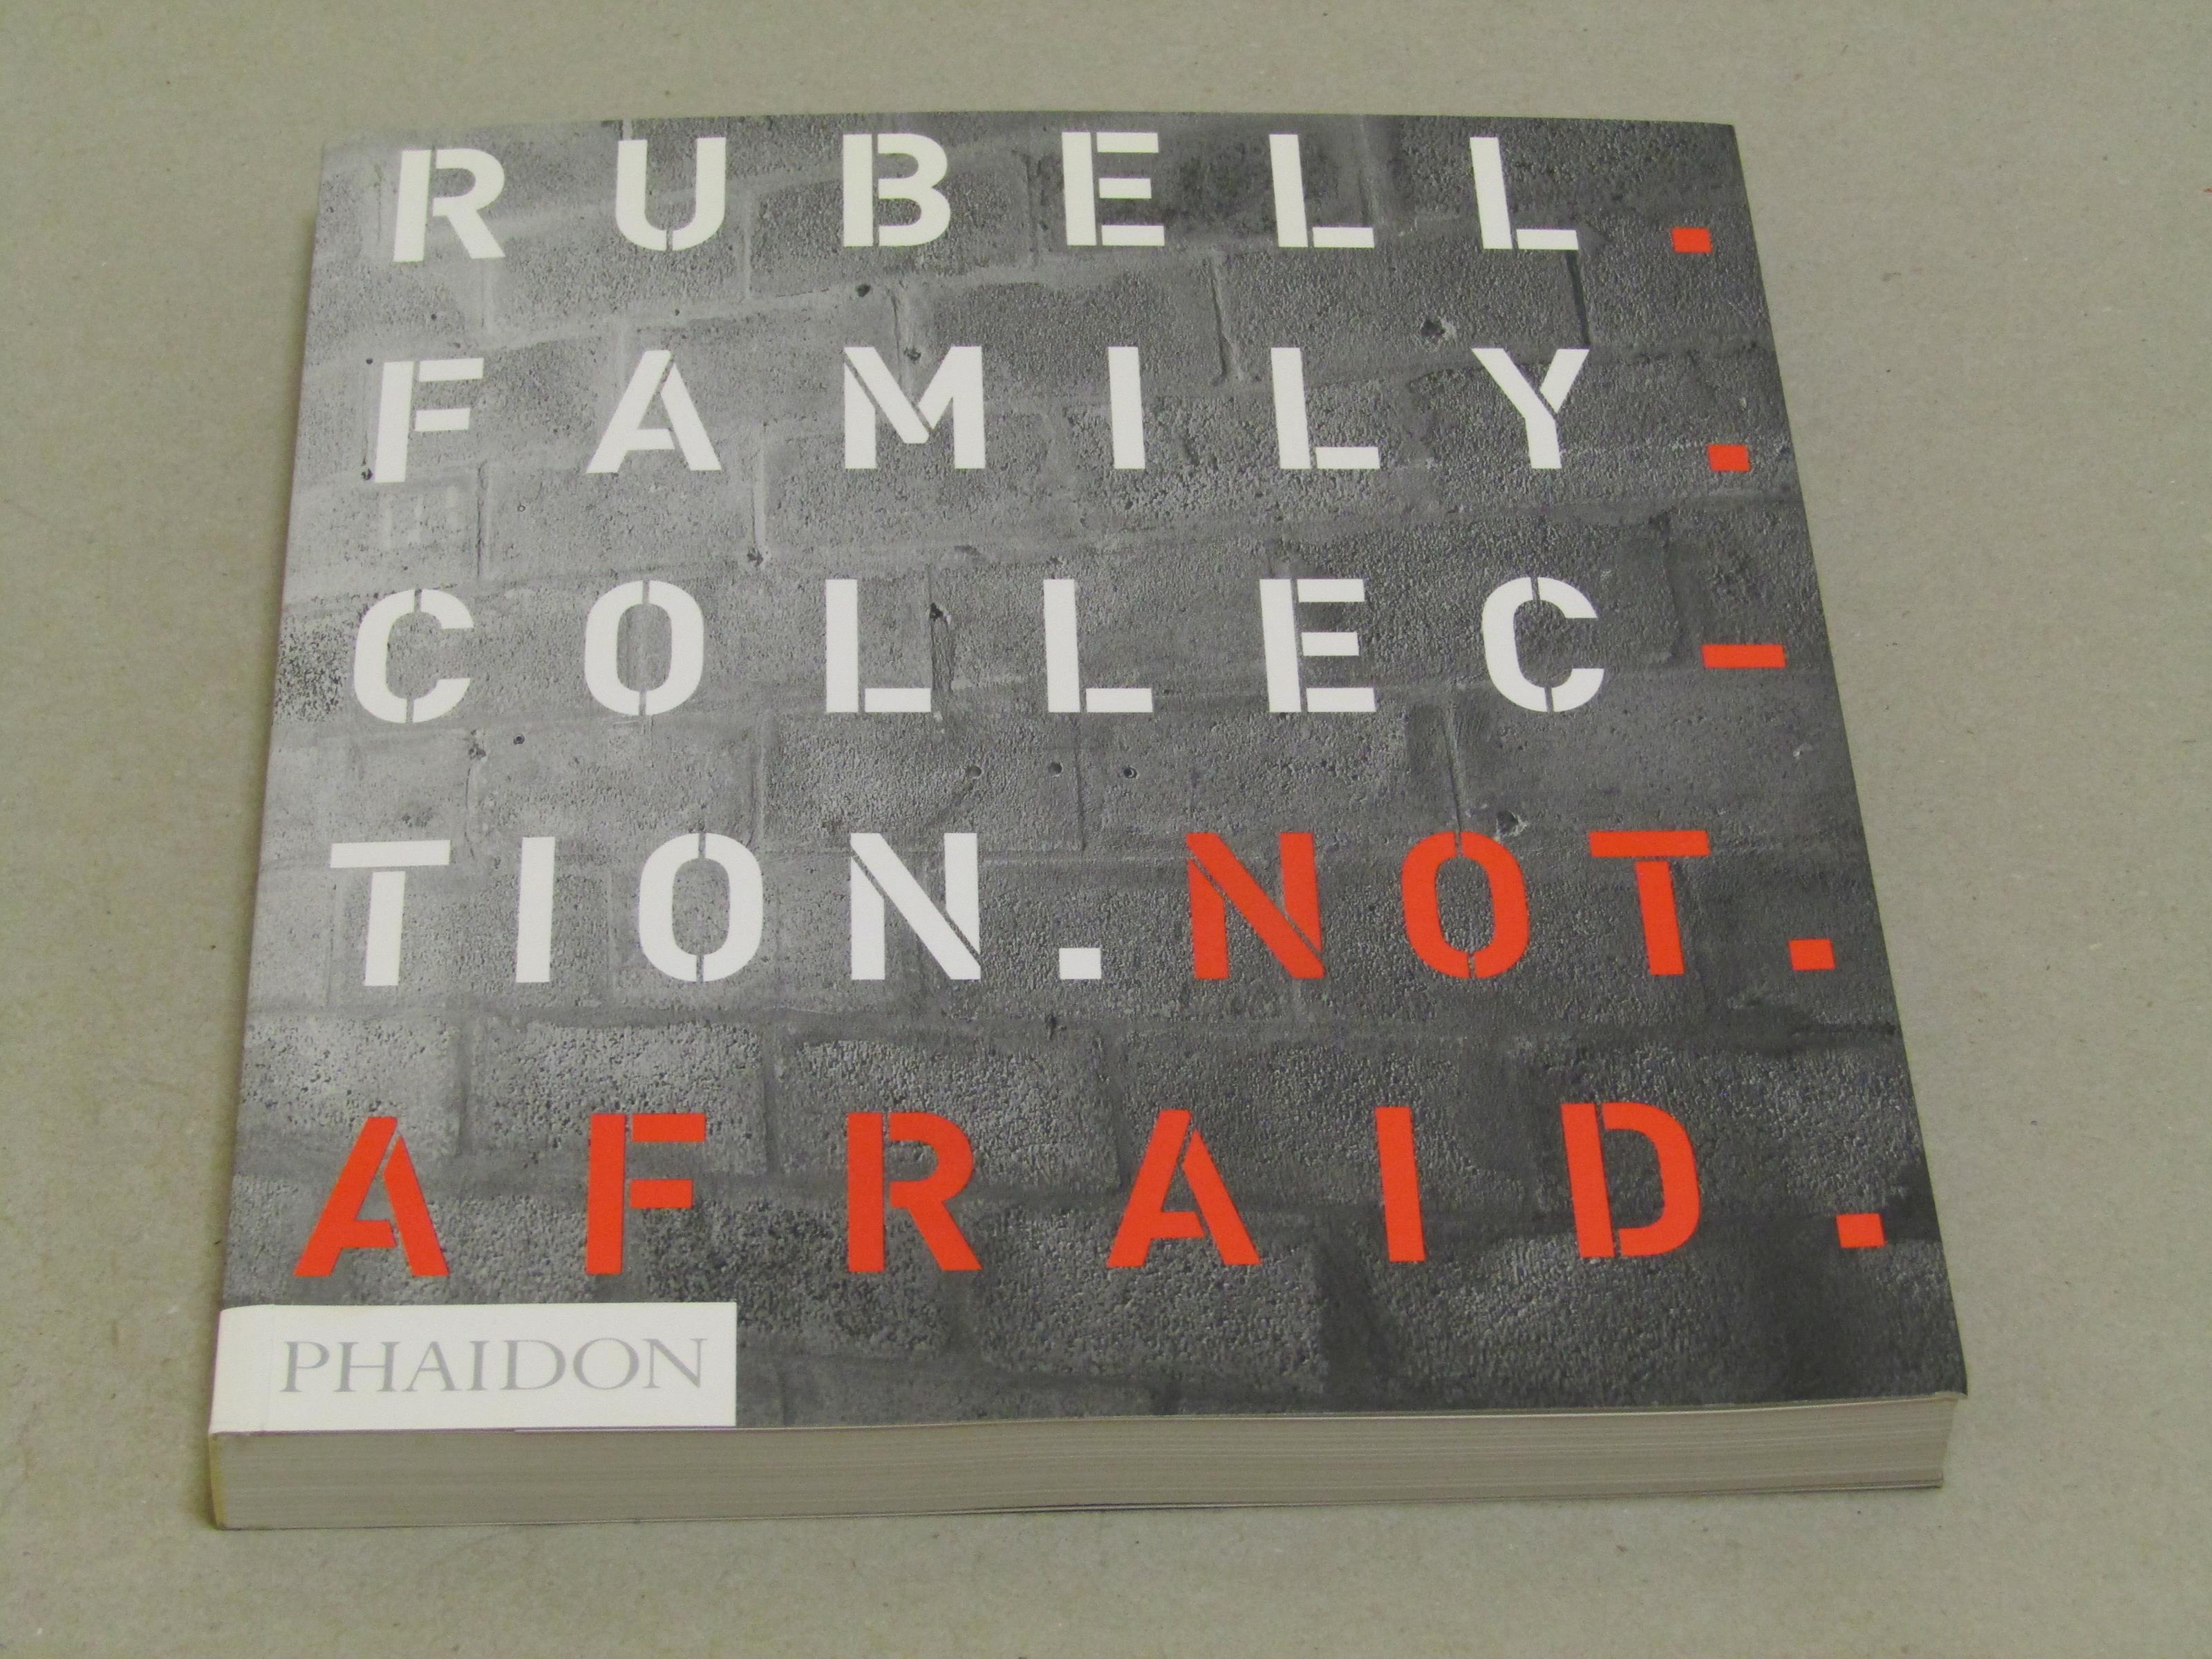 RUBELL.
FAMILY.
COLLEC-
TION. NOT.
AFRAID.
PHAIDON